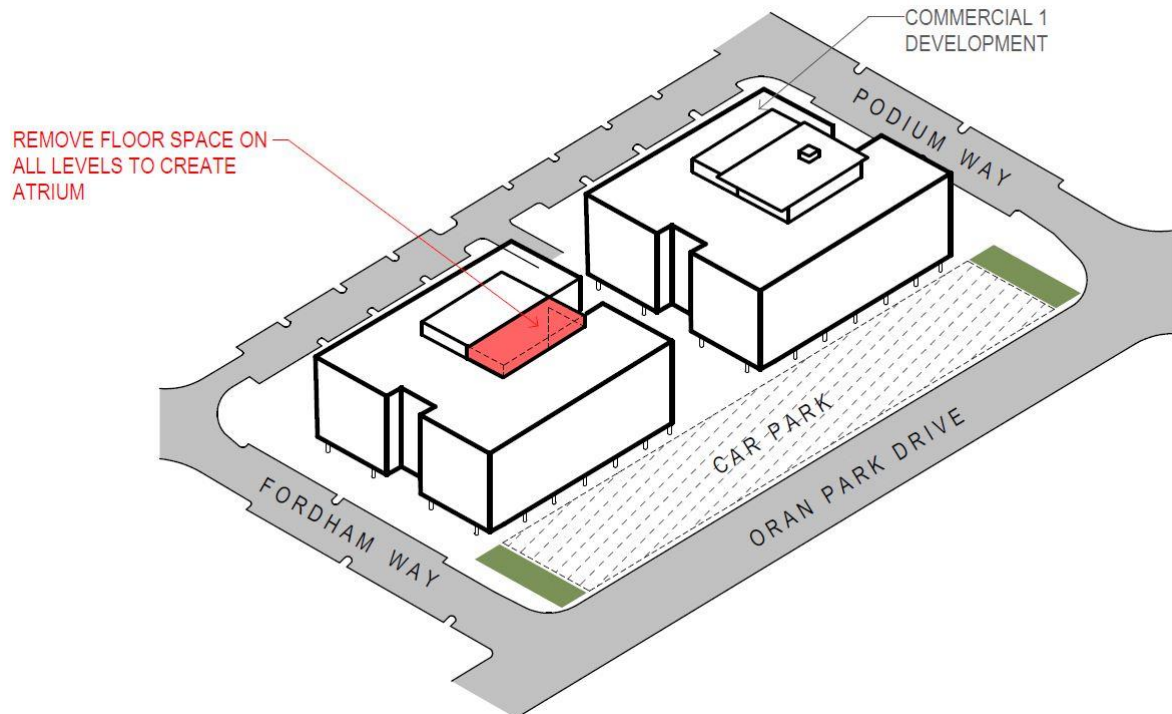 COMMERCIAL 1
DEVELOPMENT
PODIUM WAY
REMOVE FLOOR SPACE ON
ALL LEVELS TO CREATE
ATRIUM
CAR PARK
ORAN PARK DRIVE
FORDHAM WAY